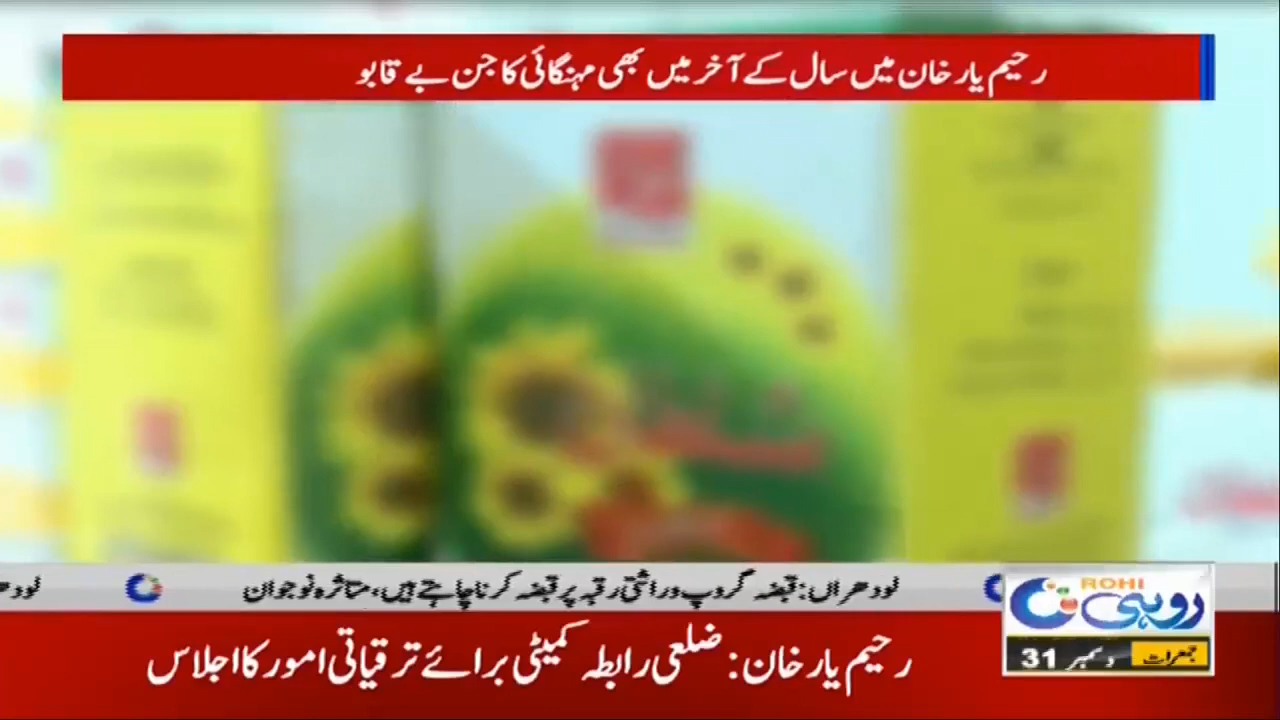 رحیم یار خان میں سال کے آخر میں بھی مہنگائی کا جن بے قابو
لودھراں: قبضہ گروپ وراثتی رقبہ پر قبضہ کرنا چاہتے ہیں، متاثرہ نوجوان
لودھ
ROHI
روہی
جمعرات 31 دسمبر
رحیم یار خان: ضلعی رابطہ کمیٹی برائے ترقیاتی امور کا اجلاس